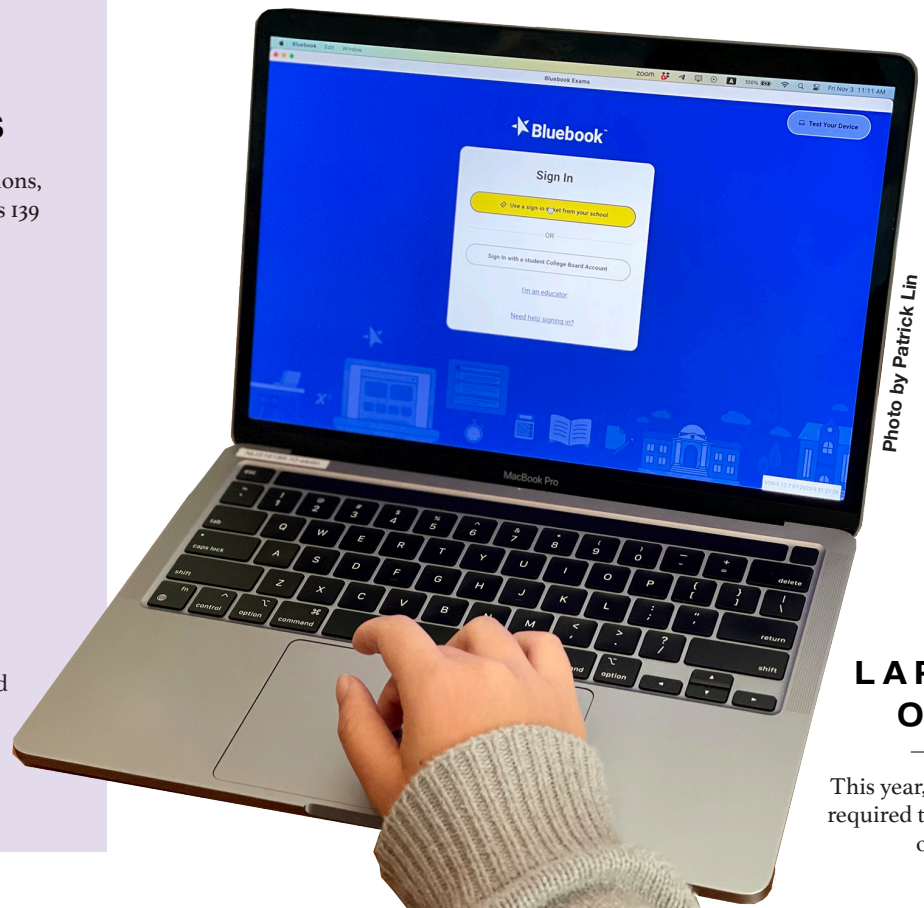 S
ons,
s 139
d
Bluebook Edit Window
zoom
A
100%
Fri Nov 3 11:11 AM
Bluebook Exams
Test Your Device
Bluebook
Sign In
Use a sign-in ticket from your school
OR
Sign In with a student College Board Account
I'm an educator
Need help signing in?
Photo by Patrick Lin
MacBook Pro
esc
~ ` ! 1 @ 2 # 3 $ 4 % 5 ^ 6 & 7 * 8 ( 9 ) 0 _ - + = delete
tab Q W E R T Y U I O P { [ } ] | \
caps lock A S D F G H J K L : ; " ' return
shift Z X C V B N M < , > . ? / shift
fn control option command nd option
LAP
O
This year,
required t
o